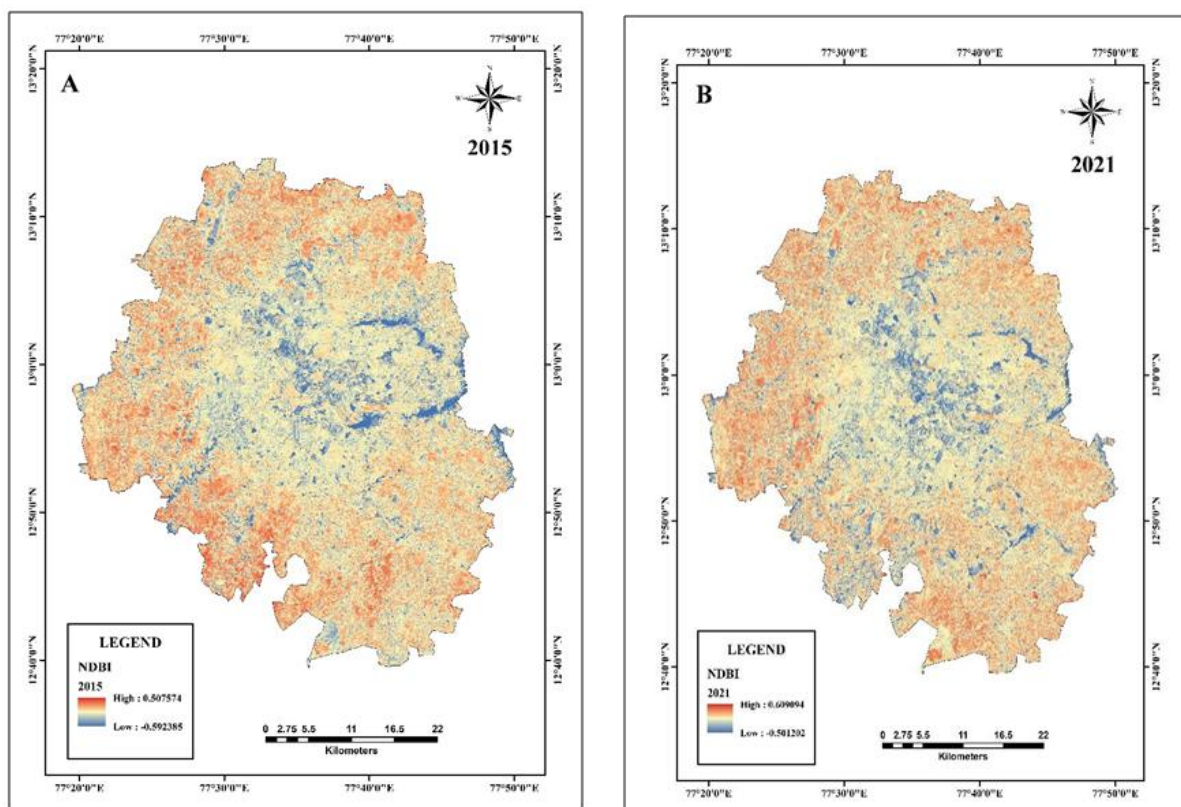 77°20'0"E 77°30'0"E 77°40'0"E 77°50'0"E
13°20'0"N 13°20'0"N
A
N
W E
S
2015
13°10'0"N 13°10'0"N
13°0'0"N 13°0'0"N
12°50'0"N 12°50'0"N
12°40'0"N 12°40'0"N
LEGEND
NDBI
2015
High : 0.507574
Low : -0.592385
0 2.75 5.5 11 16.5 22
Kilometers
77°20'0"E 77°30'0"E 77°40'0"E 77°50'0"E
77°20'0"E 77°30'0"E 77°40'0"E 77°50'0"E
13°20'0"N 13°20'0"N
B
N
W E
S
2021
13°10'0"N 13°10'0"N
13°0'0"N 13°0'0"N
12°50'0"N 12°50'0"N
12°40'0"N 12°40'0"N
LEGEND
NDBI
2021
High : 0.609094
Low : -0.501202
0 2.75 5.5 11 16.5 22
Kilometers
77°20'0"E 77°30'0"E 77°40'0"E 77°50'0"E